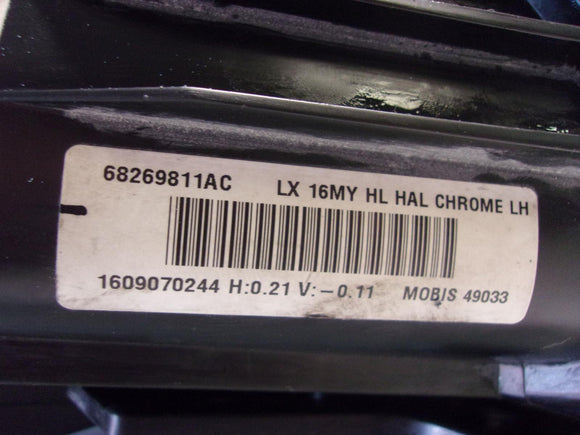 68269811AC LX 16MY HL HAL CHROME LH
1609070244 H:0.21 V:-0.11 MOBIS 49033